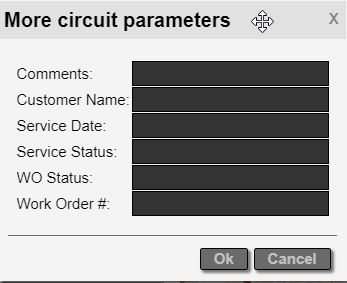 More circuit parameters X
Comments:
Customer Name:
Service Date:
Service Status:
WO Status:
Work Order #:
Ok Cancel